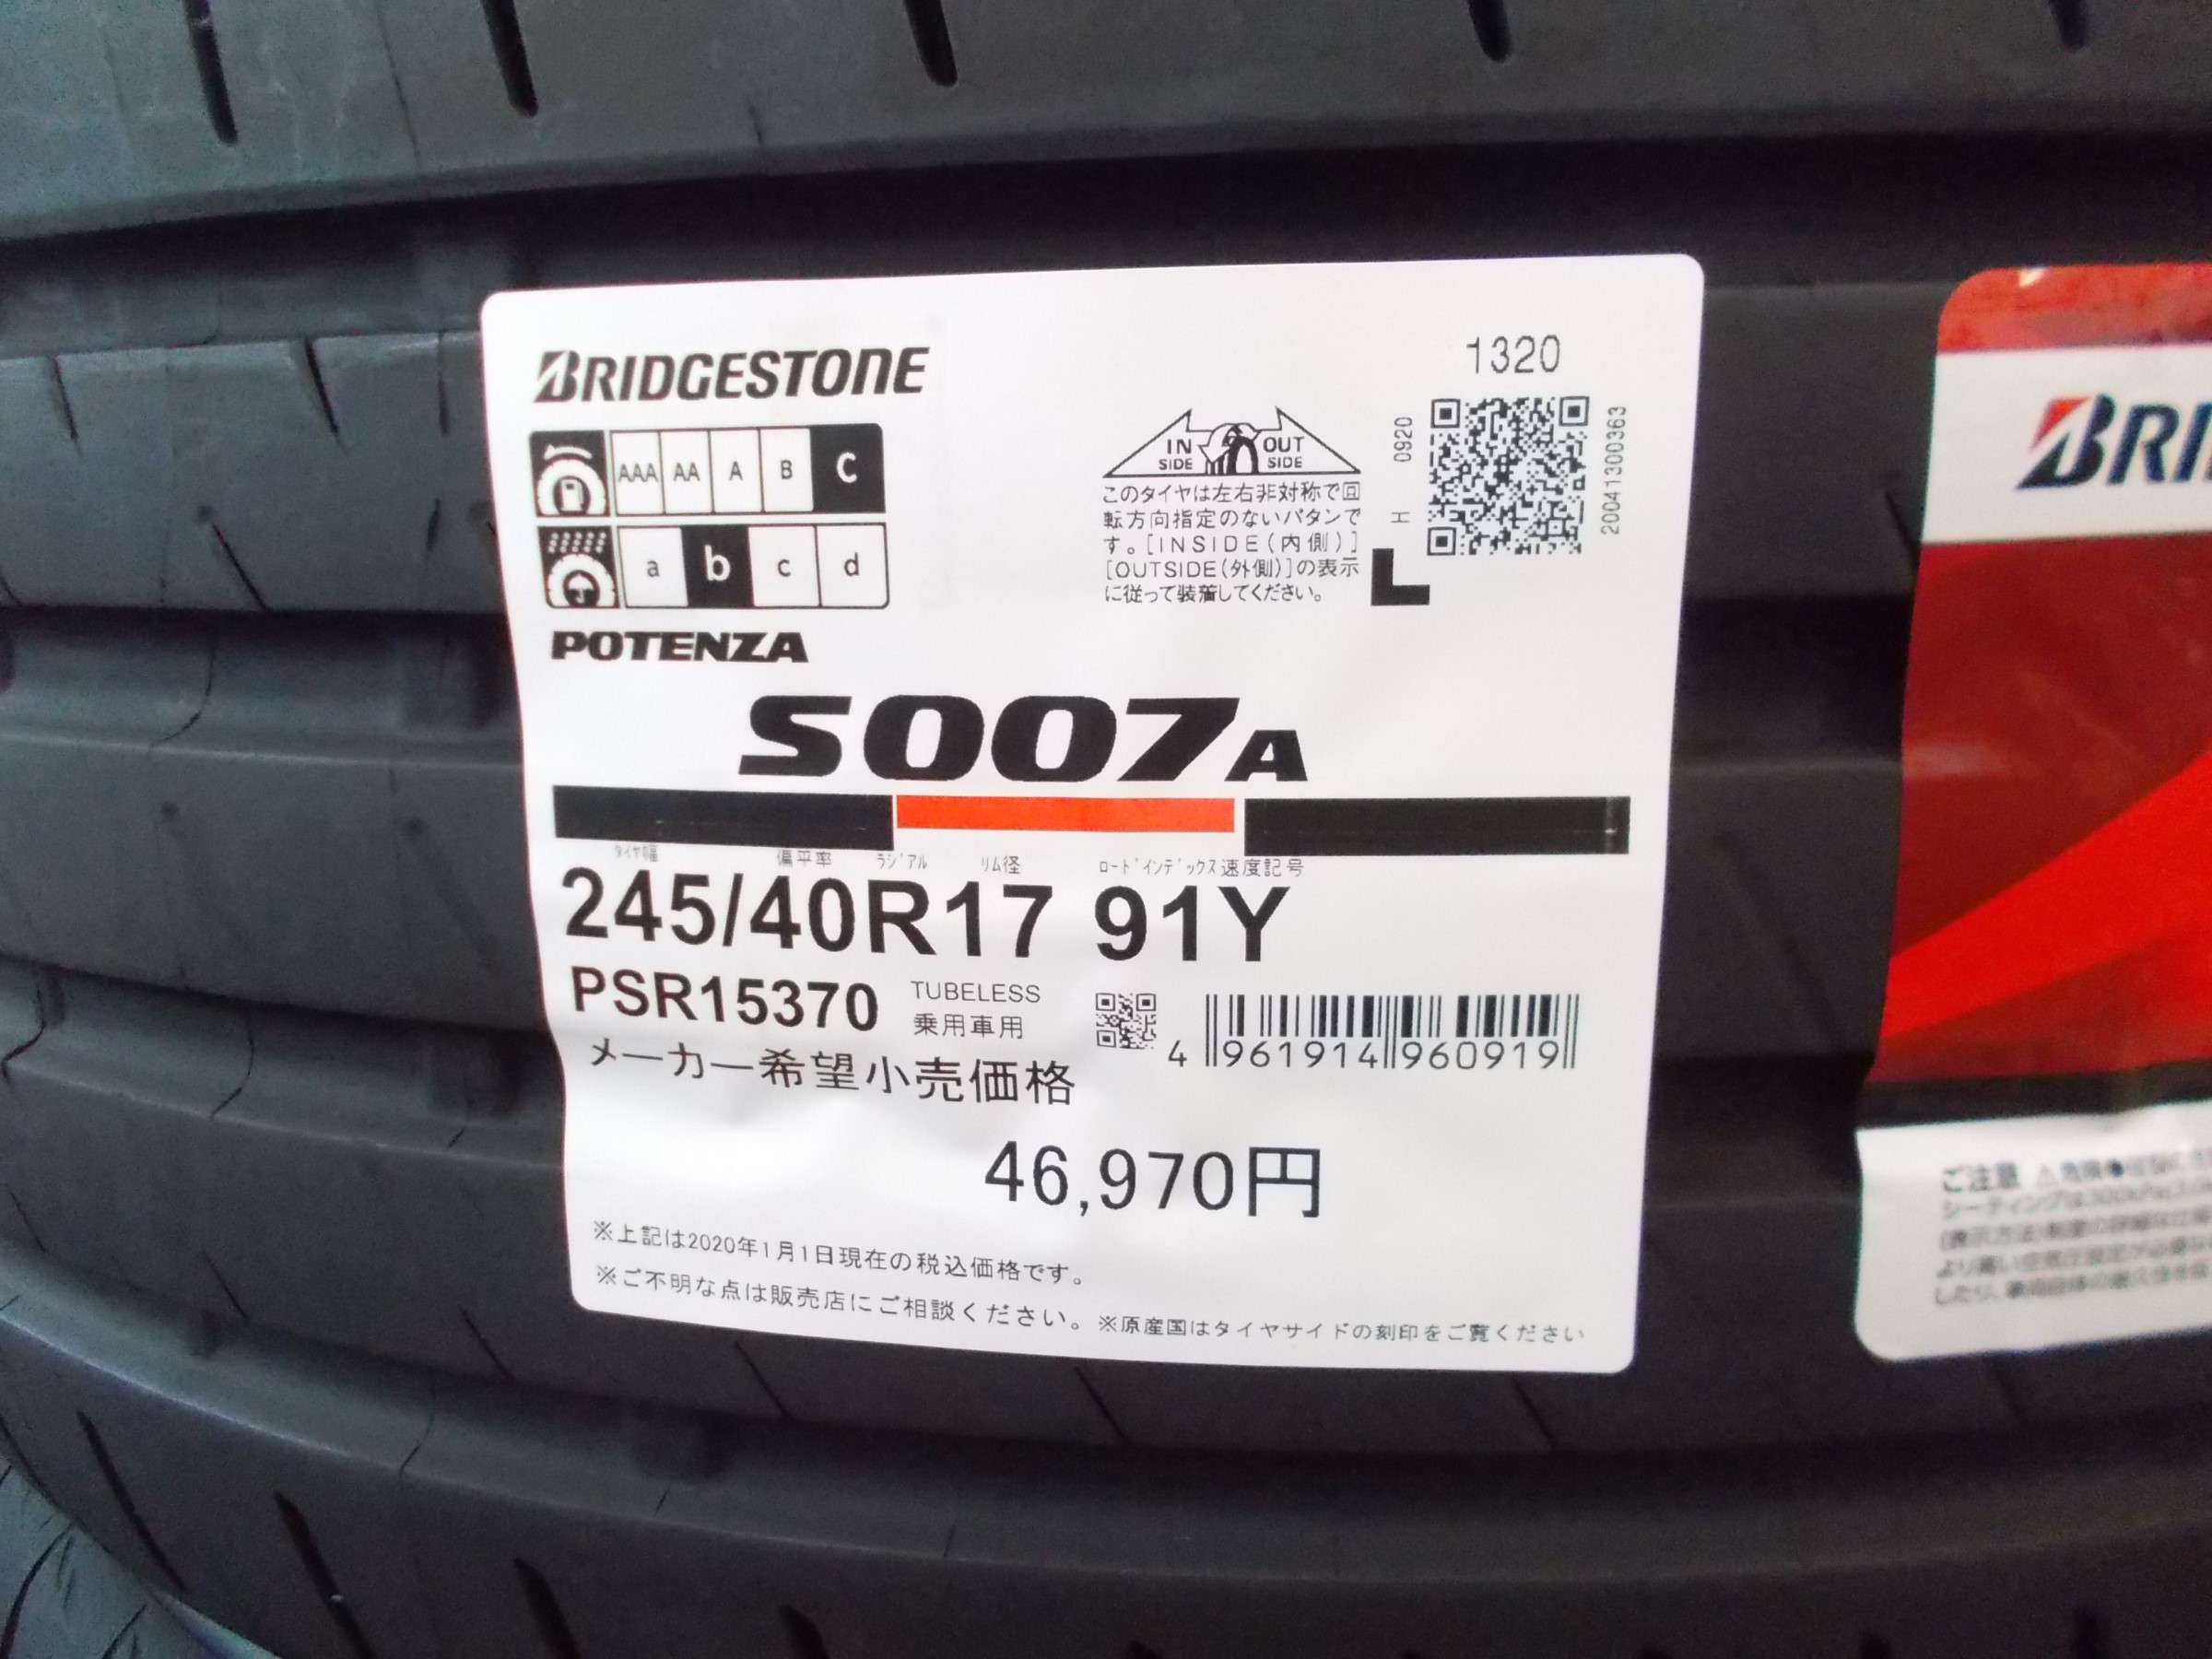 BRIDGESTONE
AAA AA A B C
a b c d
POTENZA
1320
0920
H
200413000363
IN SIDE OUT SIDE
このタイヤは左右非対称で回
転方向指定のないパタンで
す。[INSIDE(内側)]
[OUTSIDE(外側)]の表示
に従って装着してください。
L
S007A
タイヤ幅 偏平率 ラジアル リム径 ロードインデックス 速度記号
245/40R17 91Y
PSR15370
TUBELESS
乗用車用
4 961914 960919
メーカー希望小売価格
46,970円
※上記は2020年1月1日現在の税込価格です。
※ご不明な点は販売店にご相談ください。※原産国はタイヤサイドの刻印をご覧ください
BRI
ご注意